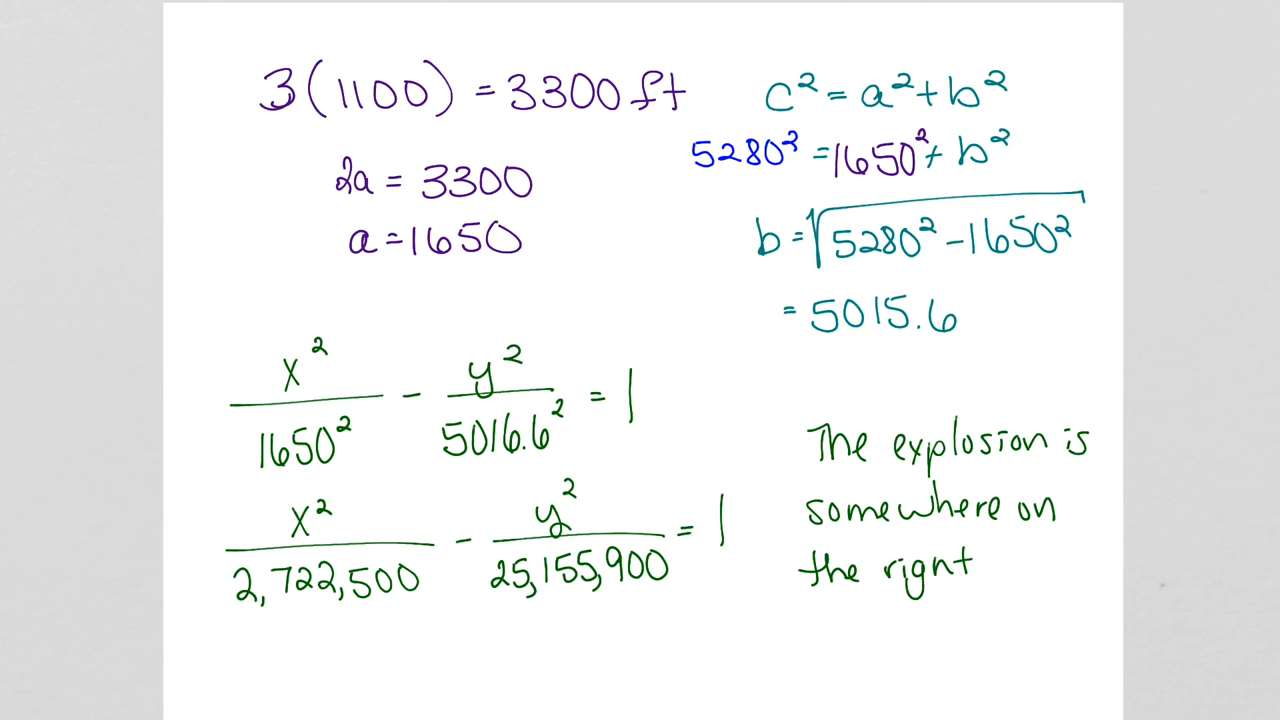 3(1100) = 3300 ft
2a = 3300
a = 1650
c² = a² + b²
5280² = 1650² + b²
b = √5280² - 1650²
= 5015.6
x²/1650² - y²/5016.6² = 1
x²/2,722,500 - y²/25,155,900 = 1
The explosion is
somewhere on
the right